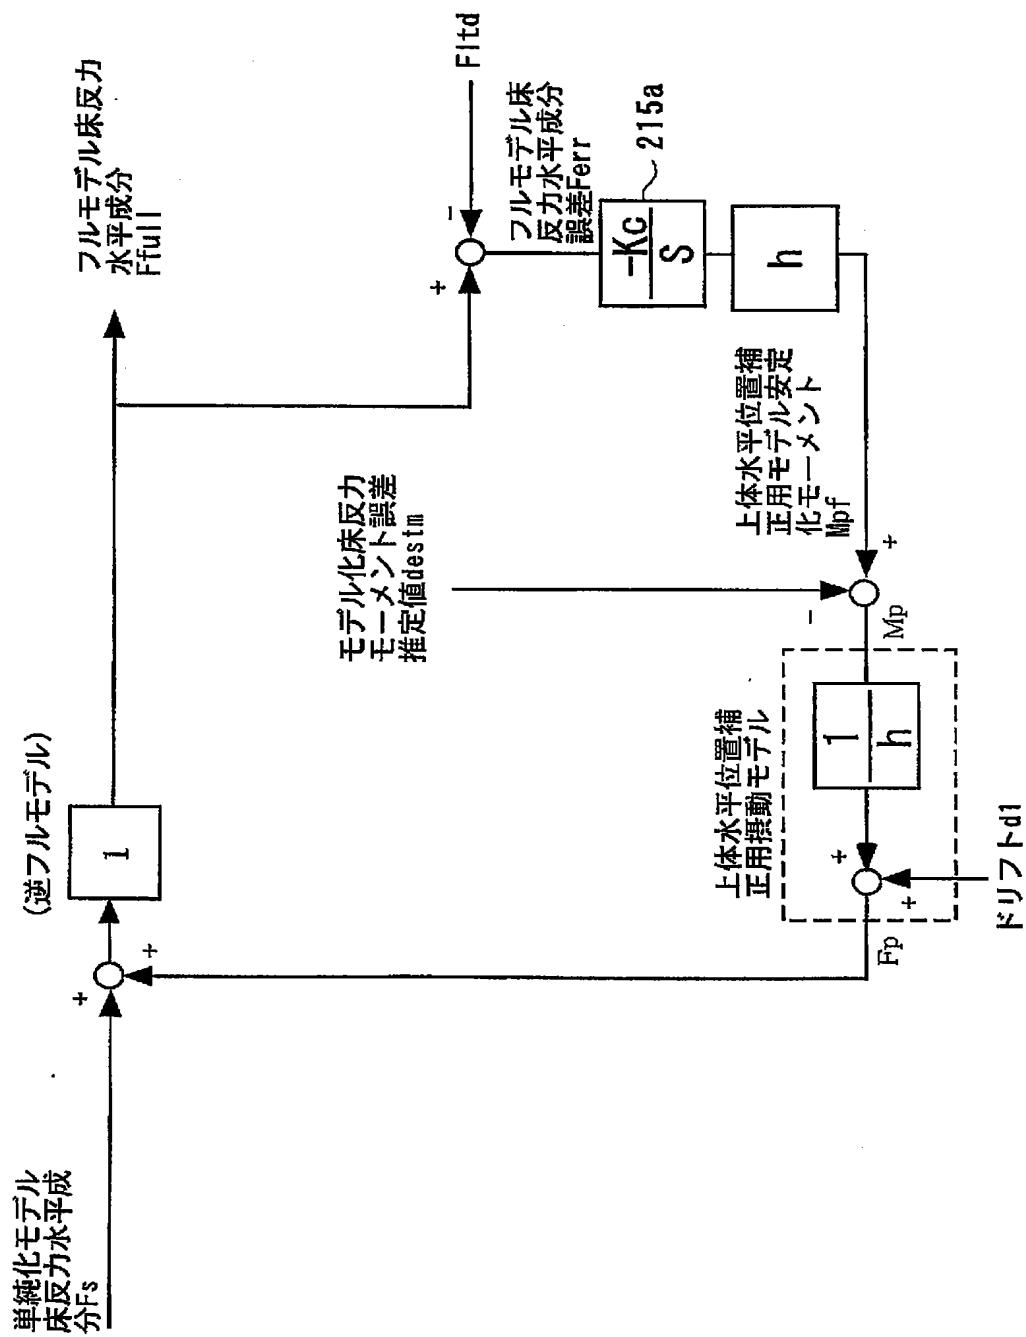 単純化モデル
床反力水平成
分Fs
+
+
(逆フルモデル)
1
フルモデル床反力
水平成分
Ffull
+
-
Fltd
フルモデル床
反力水平成分
誤差Ferr
-Kc
S
215a
h
モデル化床反力
モーメント誤差
推定値destm
上体水平位置補
正用モデル安定
化モーメント
Mpf
+
-
Mp
上体水平位置補
正用摂動モデル
1
h
+
+
Fp
ドリフトd1